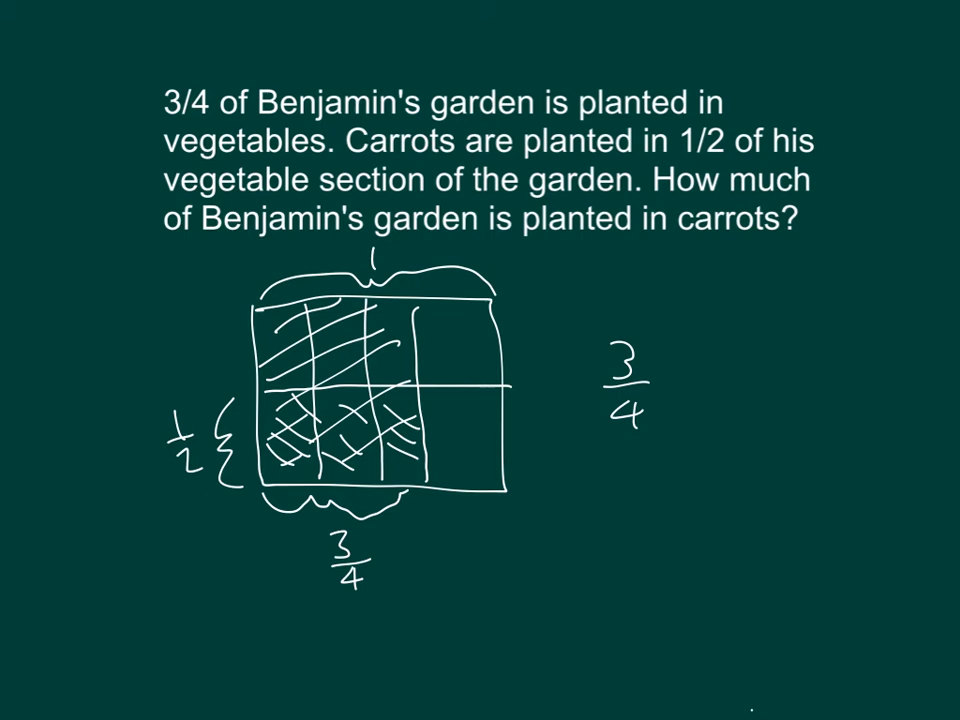 3/4 of Benjamin's garden is planted in
vegetables. Carrots are planted in 1/2 of his
vegetable section of the garden. How much
of Benjamin's garden is planted in carrots?
1
3
4
1
2
3
4